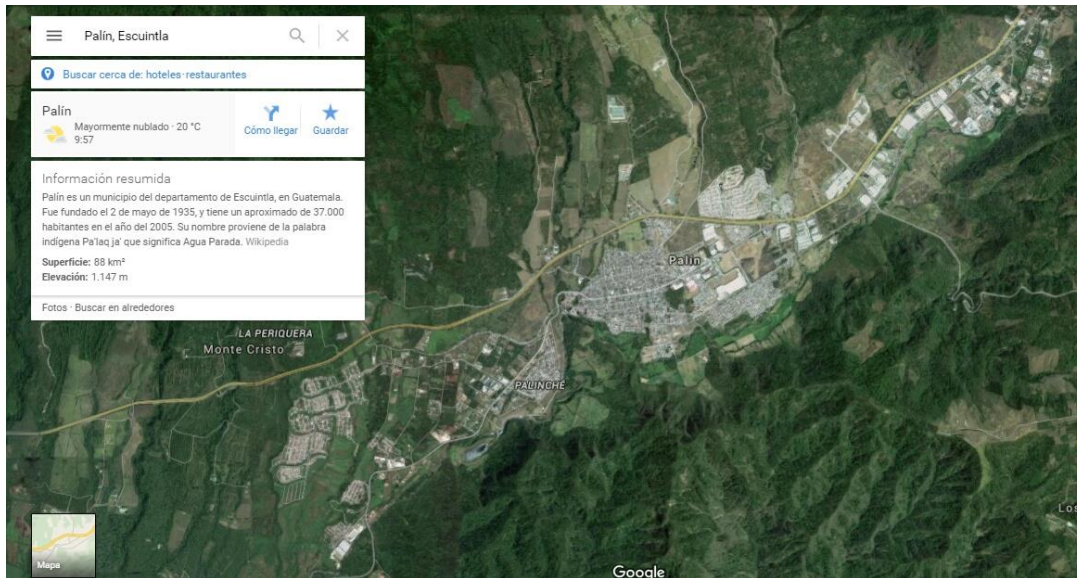 Palín, Escuintla
Buscar cerca de: hoteles·restaurantes
Palín
Mayormente nublado · 20 °C
9:57
Cómo llegar
Guardar
Información resumida
Palín es un municipio del departamento de Escuintla, en Guatemala.
Fue fundado el 2 de mayo de 1935, y tiene un aproximado de 37.000
habitantes en el año del 2005. Su nombre proviene de la palabra
indígena Pa'laq ja' que significa Agua Parada. Wikipedia
Superficie: 88 km²
Elevación: 1.147 m
Fotos · Buscar en alrededores
Palín
LA PERIQUERA
Monte Cristo
PALINCHÉ
Los
Mapa
Google